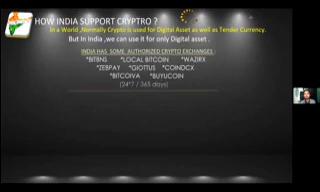 HOW INDIA SUPPORT CRYPTRO ?
In a World ,Normally Crypto is used for Digital Asset as well as Tender Currency.
But In India ,we can use it for only Digital asset .
INDIA HAS SOME AUTHORIZED CRYPTO EXCHANGES :
*BITBNS *LOCAL BITCOIN *WAZIRX
*ZEBPAY *GIOTTUS *COINDCX
*BITCOIVA *BUYUCOIN
(24*7 / 365 days)